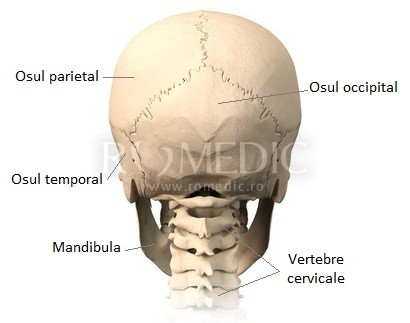 Osul parietal
Osul occipital
ROMEDIC
www.romedic.ro
Osul temporal
Mandibula
Vertebre
cervicale